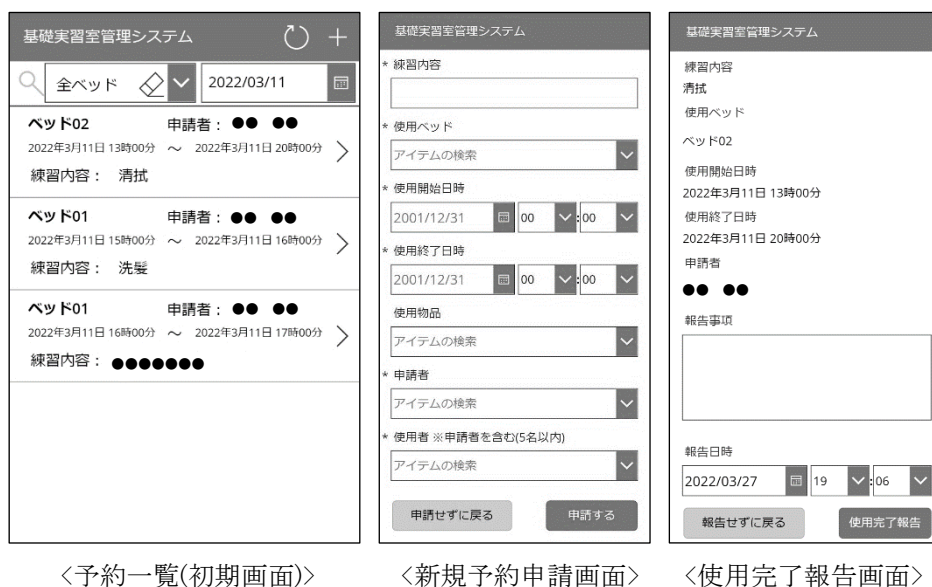 基礎実習室管理システム
全ベッド 2022/03/11
ベッド02 申請者： ●● ●●
2022年3月11日 13時00分 ～ 2022年3月11日 20時00分
練習内容： 清拭
ベッド01 申請者： ●● ●●
2022年3月11日 15時00分 ～ 2022年3月11日 16時00分
練習内容： 洗髪
ベッド01 申請者： ●● ●●
2022年3月11日 16時00分 ～ 2022年3月11日 17時00分
練習内容： ●●●●●●●
<予約一覧(初期画面)>
基礎実習室管理システム
* 練習内容
* 使用ベッド
アイテムの検索
* 使用開始日時
2001/12/31 00 :00
* 使用終了日時
2001/12/31 00 :00
使用物品
アイテムの検索
* 申請者
アイテムの検索
* 使用者 ※申請者を含む(5名以内)
アイテムの検索
申請せずに戻る 申請する
<新規予約申請画面>
基礎実習室管理システム
練習内容
清拭
使用ベッド
ベッド02
使用開始日時
2022年3月11日 13時00分
使用終了日時
2022年3月11日 20時00分
申請者
●● ●●
報告事項
報告日時
2022/03/27 19 :06
報告せずに戻る 使用完了報告
<使用完了報告画面>